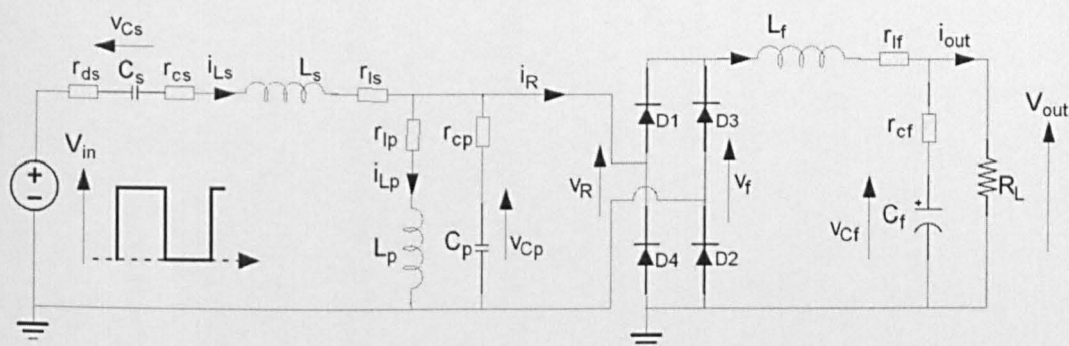 v_Cs
r_ds
C_s
r_cs
i_Ls
L_s
r_ls
i_R
L_f
r_lf
i_out
V_in
r_lp
r_cp
D1
D3
r_cf
V_out
i_Lp
v_R
v_f
R_L
L_p
C_p
v_Cp
D4
D2
v_Cf
C_f